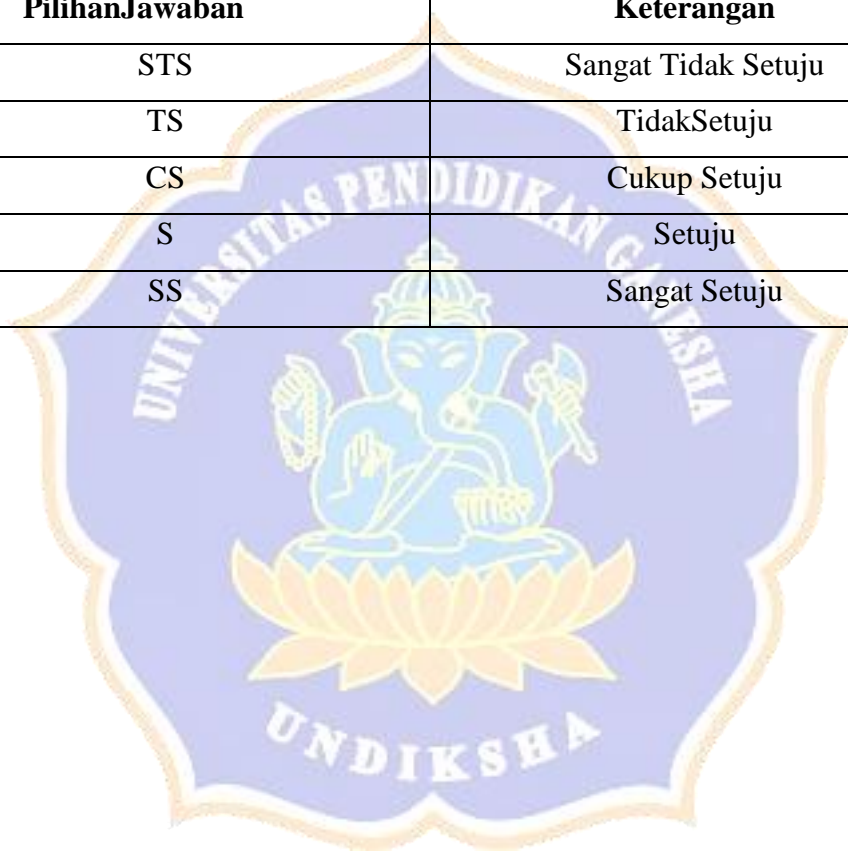 PilihanJawaban Keterangan
STS Sangat Tidak Setuju
TS TidakSetuju
CS Cukup Setuju
S Setuju
SS Sangat Setuju
UNIVERSITAS PENDIDIKAN GANESHA
UNDIKSHA